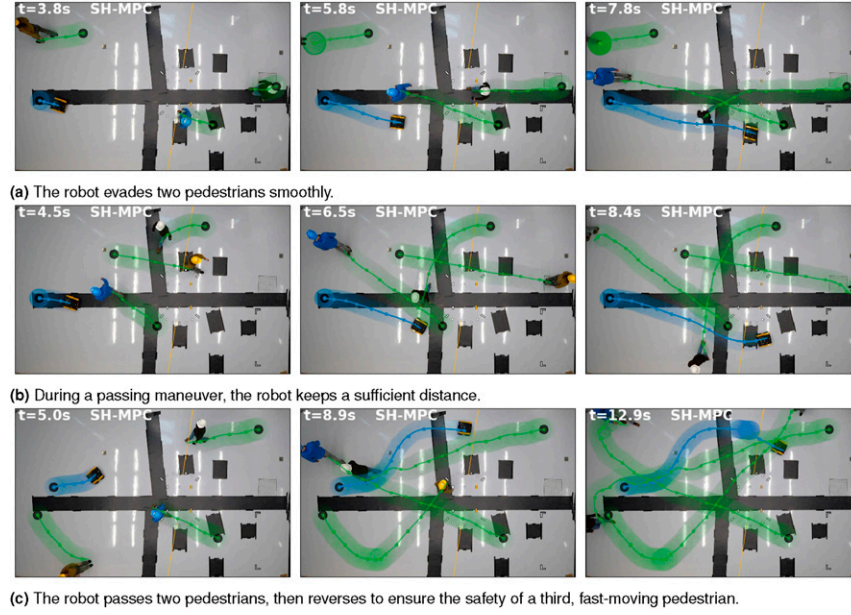 t=3.8s SH-MPC
t=5.8s SH-MPC
t=7.8s SH-MPC
(a) The robot evades two pedestrians smoothly.
t=4.5s SH-MPC
t=6.5s SH-MPC
t=8.4s SH-MPC
(b) During a passing maneuver, the robot keeps a sufficient distance.
t=5.0s SH-MPC
t=8.9s SH-MPC
t=12.9s SH-MPC
(c) The robot passes two pedestrians, then reverses to ensure the safety of a third, fast-moving pedestrian.